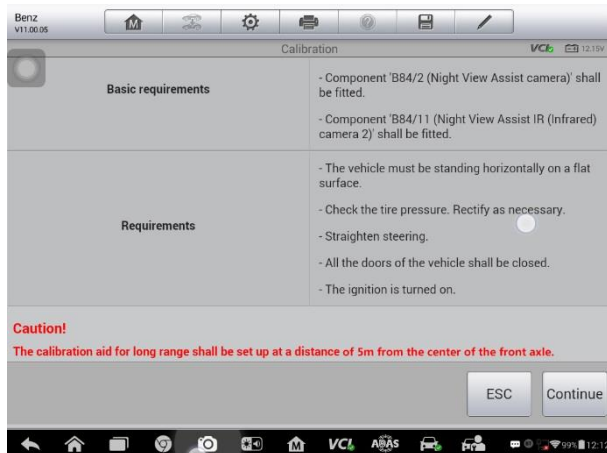 Benz
V11.00.05
Calibration
VCI 12.15V
Basic requirements
- Component 'B84/2 (Night View Assist camera)' shall
be fitted.
- Component 'B84/11 (Night View Assist IR (Infrared)
camera 2)' shall be fitted.
Requirements
- The vehicle must be standing horizontally on a flat
surface.
- Check the tire pressure. Rectify as necessary.
- Straighten steering.
- All the doors of the vehicle shall be closed.
- The ignition is turned on.
Caution!
The calibration aid for long range shall be set up at a distance of 5m from the center of the front axle.
ESC
Continue
VCI ADAS 99% 12:12